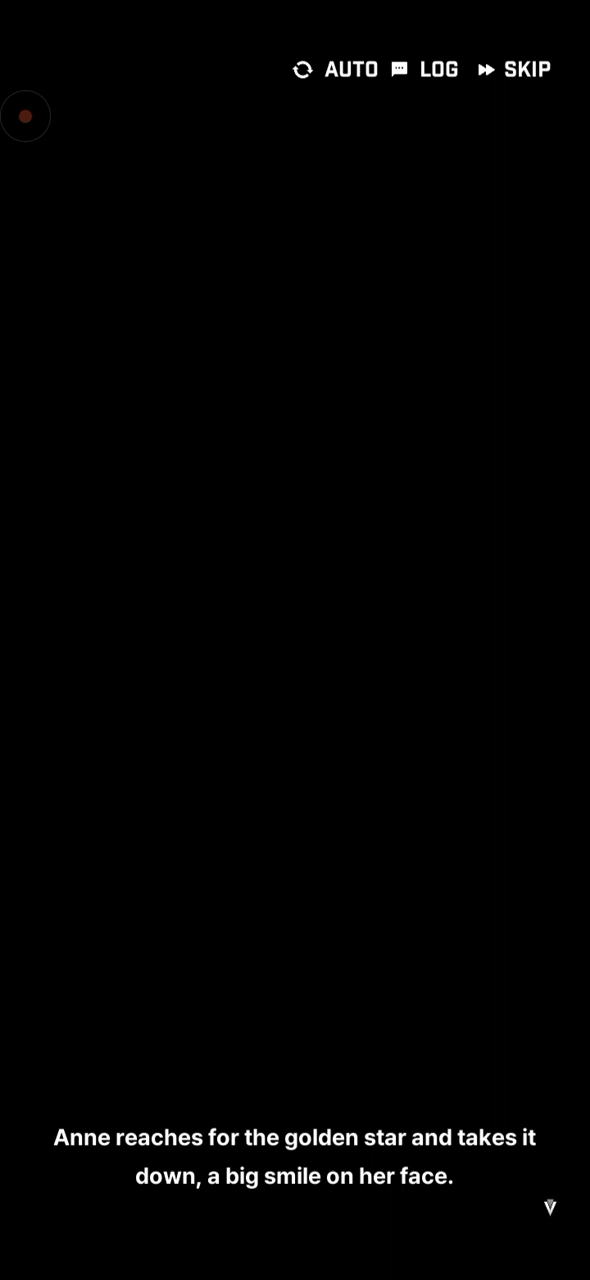 AUTO LOG SKIP
Anne reaches for the golden star and takes it
down, a big smile on her face.